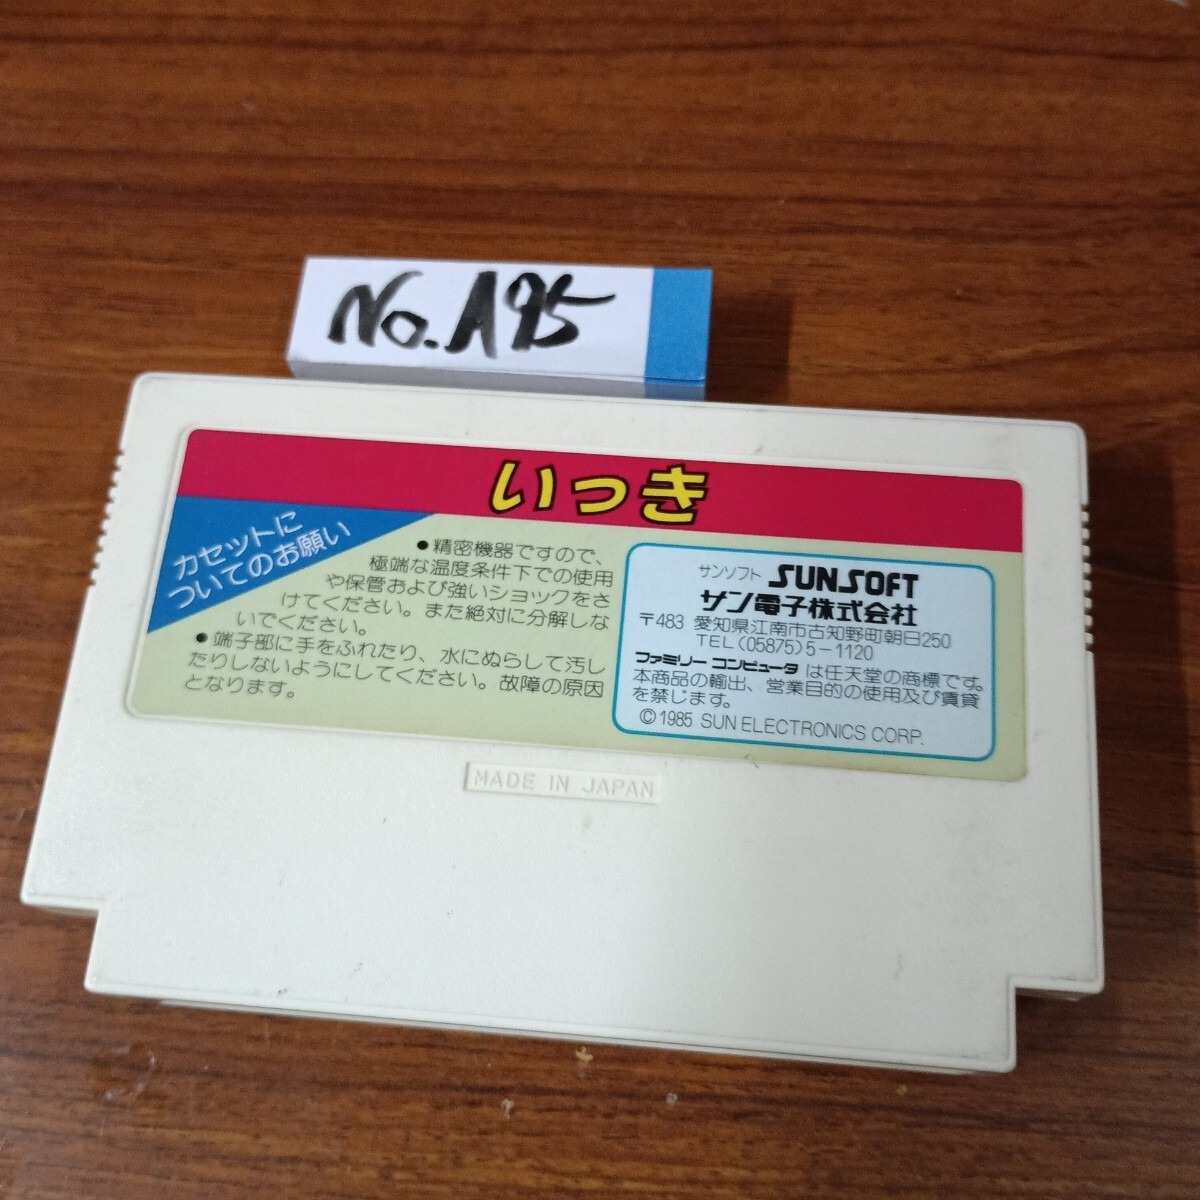 No.A95
いっき
カセットに
ついてのお願い
●精密機器ですので、
極端な温度条件下での使用
や保管および強いショックをさ
けてください。また絶対に分解しな
いでください。
●端子部に手をふれたり、水にぬらして汚し
たりしないようにしてください。故障の原因
となります。
サンソフト SUNSOFT
サン電子株式会社
〒483 愛知県江南市古知野町朝日250
TEL(05875)5-1120
ファミリーコンピュータは任天堂の商標です。
本商品の輸出、営業目的の使用及び賃貸
を禁じます。
©1985 SUN ELECTRONICS CORP.
MADE IN JAPAN